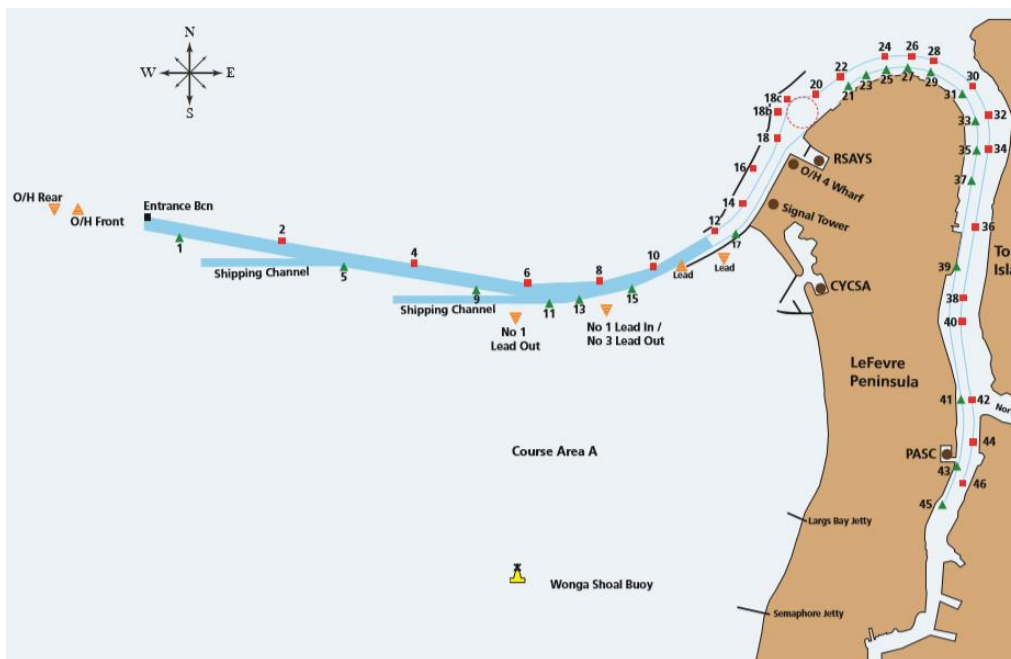 N
W
E
S
24
26
28
22
30
20
18c
21
23
25
27
29
31
18b
32
33
18
RSAYS
35
34
16
O/H 4 Wharf
37
O/H Rear
O/H Front
Entrance Bcn
14
Signal Tower
12
36
1
2
17
To
Isla
4
10
Lead
Lead
39
Shipping Channel
5
6
8
CYCSA
38
9
15
Shipping Channel
11
13
40
No 1
Lead Out
No 1 Lead In /
No 3 Lead Out
LeFevre
Peninsula
41
42
Nor
Course Area A
44
PASC
43
46
45
Largs Bay Jetty
Wonga Shoal Buoy
Semaphore Jetty